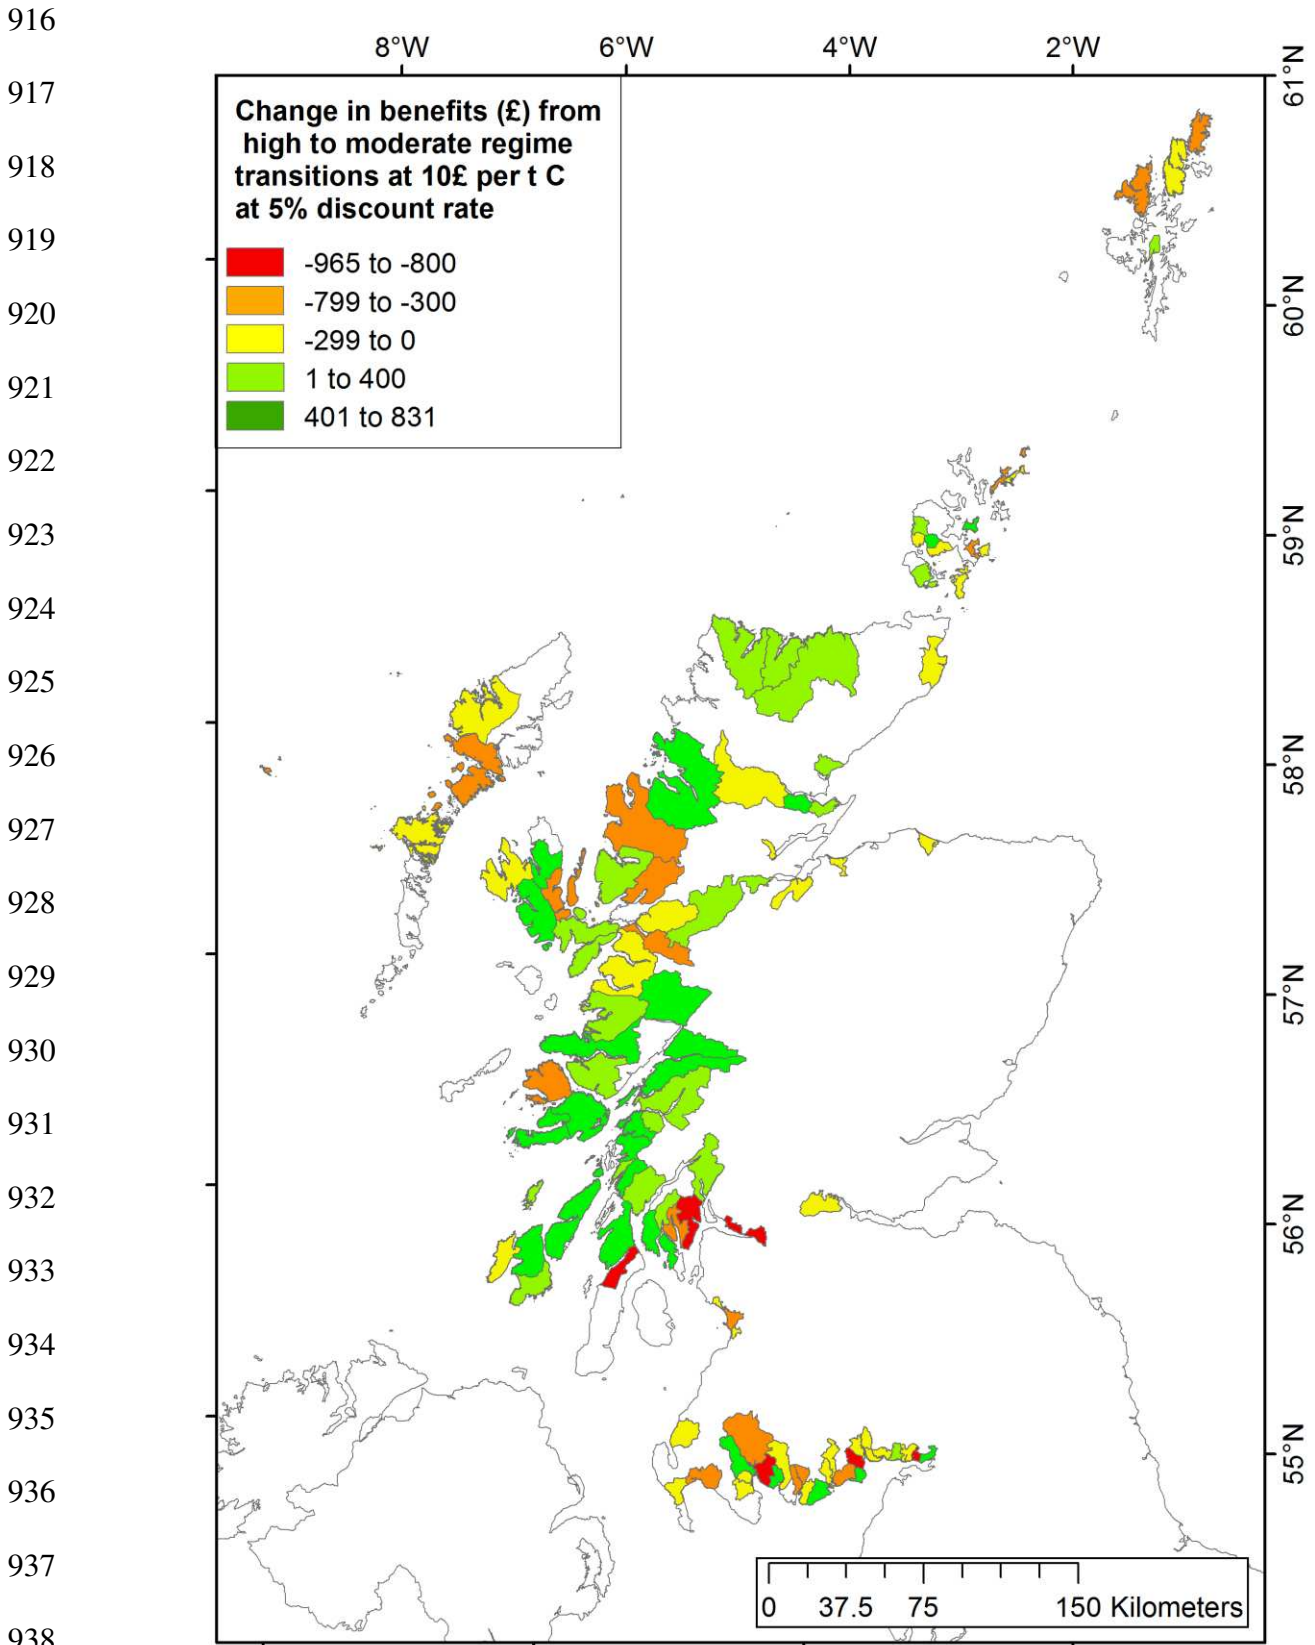 916
8°W 6°W 4°W 2°W
61°N
917
Change in benefits (£) from
high to moderate regime
transitions at 10£ per t C
at 5% discount rate
918
919
-965 to -800
920
-799 to -300
60°N
-299 to 0
921
1 to 400
401 to 831
922
923
59°N
924
925
926
58°N
927
928
929
57°N
930
931
932
56°N
933
934
935
55°N
936
937
0 37.5 75 150 Kilometers
938